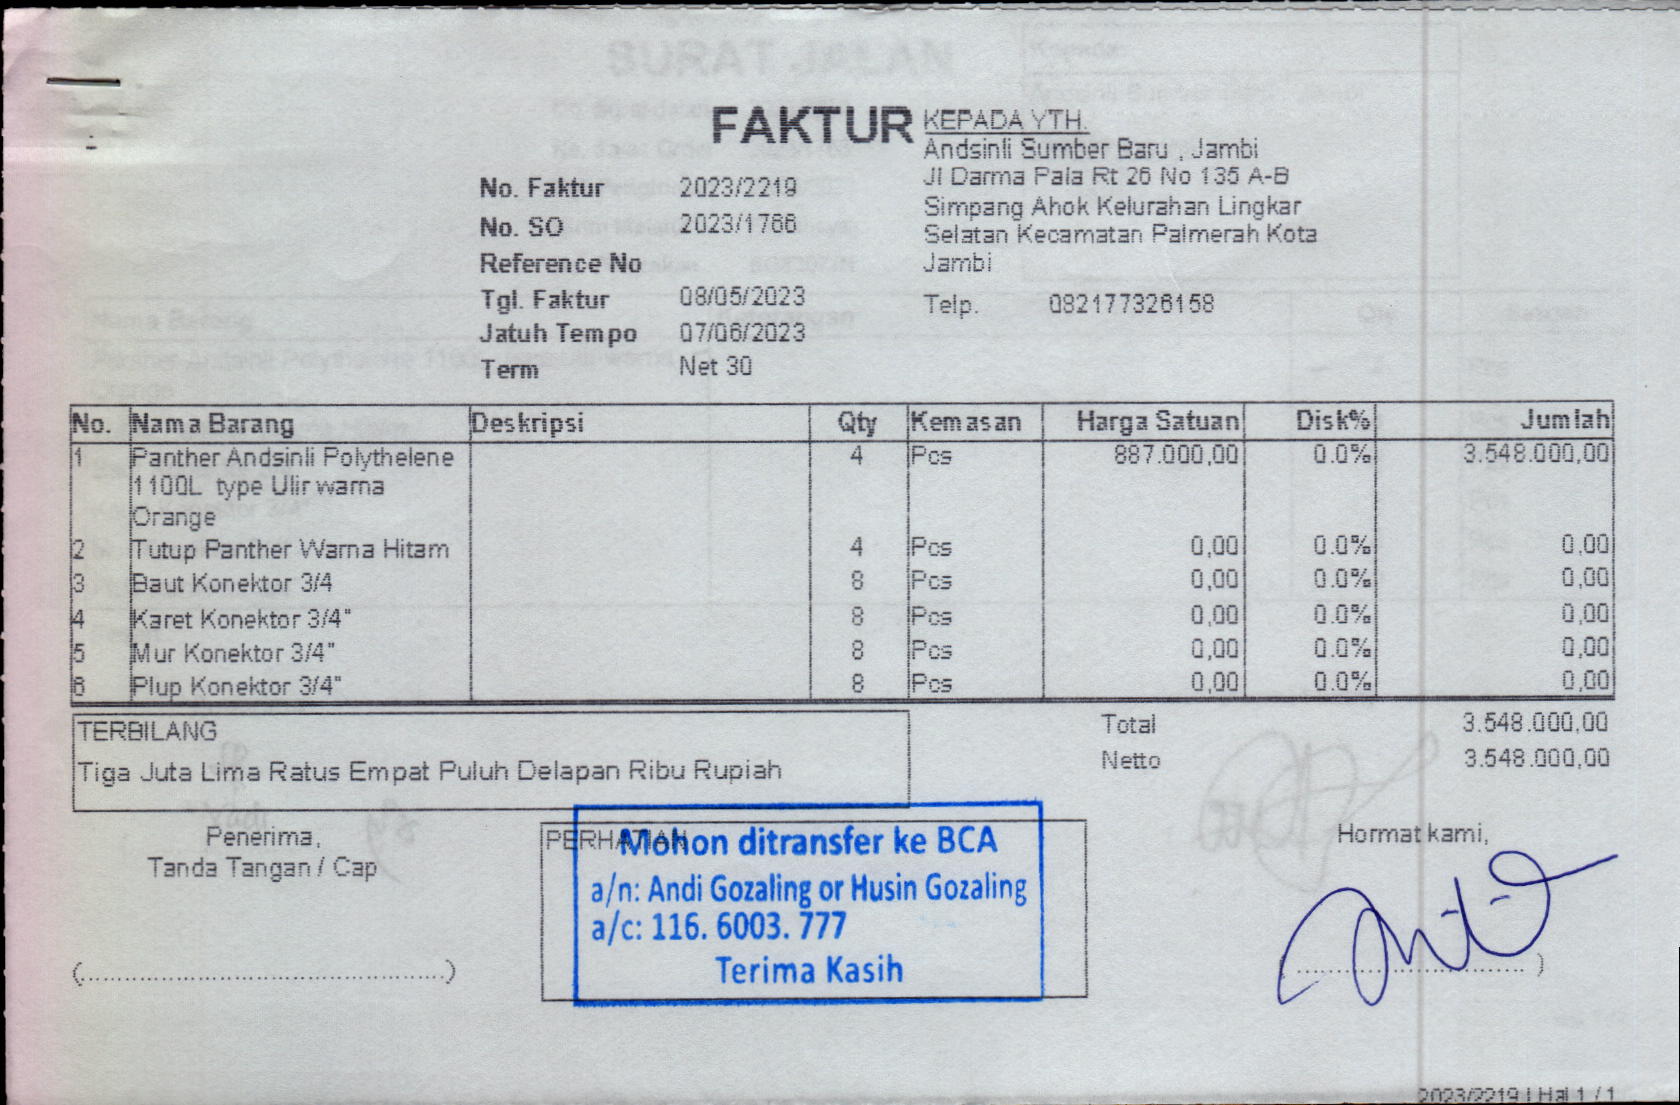 FAKTUR
KEPADA YTH.
Andsinli Sumber Baru , Jambi
Jl Darma Pala Rt 26 No 135 A-B
Simpang Ahok Kelurahan Lingkar
Selatan Kecamatan Palmerah Kota
Jambi
Telp. 082177326158
No. Faktur 2023/2219
No. SO 2023/1766
Reference No
Tgl. Faktur 08/05/2023
Jatuh Tempo 07/06/2023
Term Net 30
No. Nama Barang Deskripsi Qty Kemasan Harga Satuan Disk% Jumlah
1 Panther Andsinli Polythelene 4 Pcs 887.000,00 0.0% 3.548.000,00
1100L type Ulir warna
Orange
2 Tutup Panther Warna Hitam 4 Pcs 0,00 0.0% 0,00
3 Baut Konektor 3/4 8 Pcs 0,00 0.0% 0,00
4 Karet Konektor 3/4" 8 Pcs 0,00 0.0% 0,00
5 Mur Konektor 3/4" 8 Pcs 0,00 0.0% 0,00
6 Plup Konektor 3/4" 8 Pcs 0,00 0.0% 0,00
TERBILANG
Tiga Juta Lima Ratus Empat Puluh Delapan Ribu Rupiah
Total 3.548.000,00
Netto 3.548.000,00
Penerima,
Tanda Tangan / Cap
(..........................................)
PERHATIAN
Mohon ditransfer ke BCA
a/n: Andi Gozaling or Husin Gozaling
a/c: 116. 6003. 777
Terima Kasih
Hormat kami,
2023/2219 | Hal 1 / 1